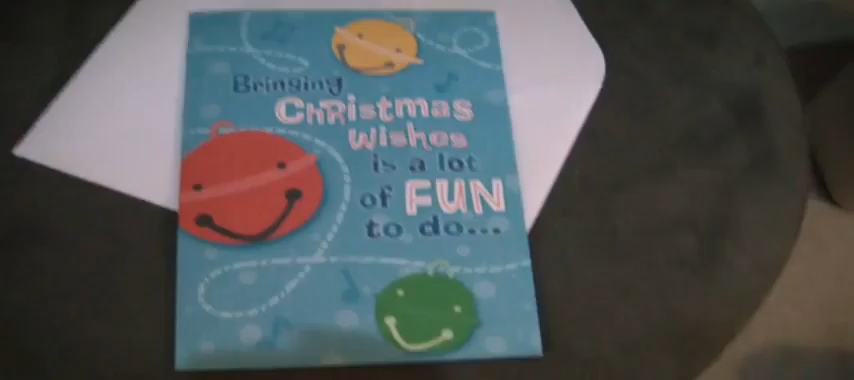 Bringing
ChRistmas
Wishes
is a lot
of FUN
to do...